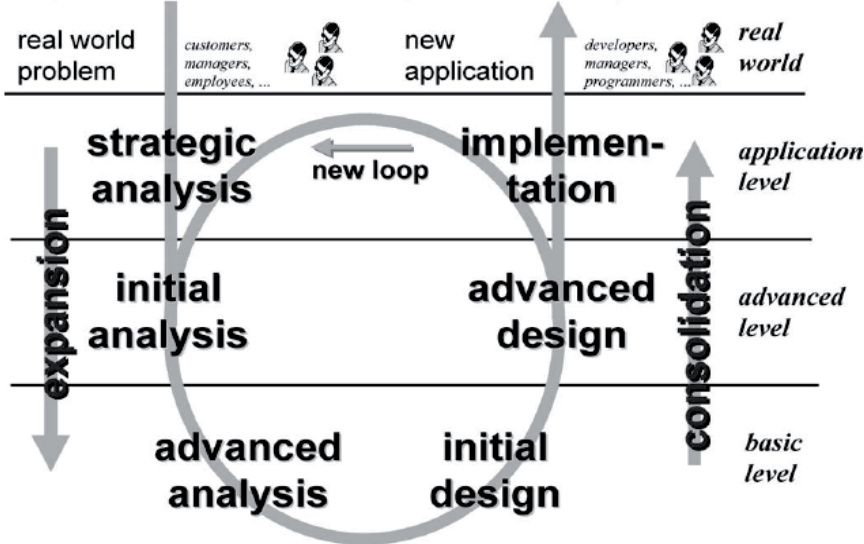 real world
problem
customers,
managers,
employees, ...
new
application
developers,
managers,
programmers, ...
real
world
strategic
analysis
new loop
implemen-
tation
application
level
expansion
initial
analysis
advanced
design
consolidation
advanced
level
advanced
analysis
initial
design
basic
level